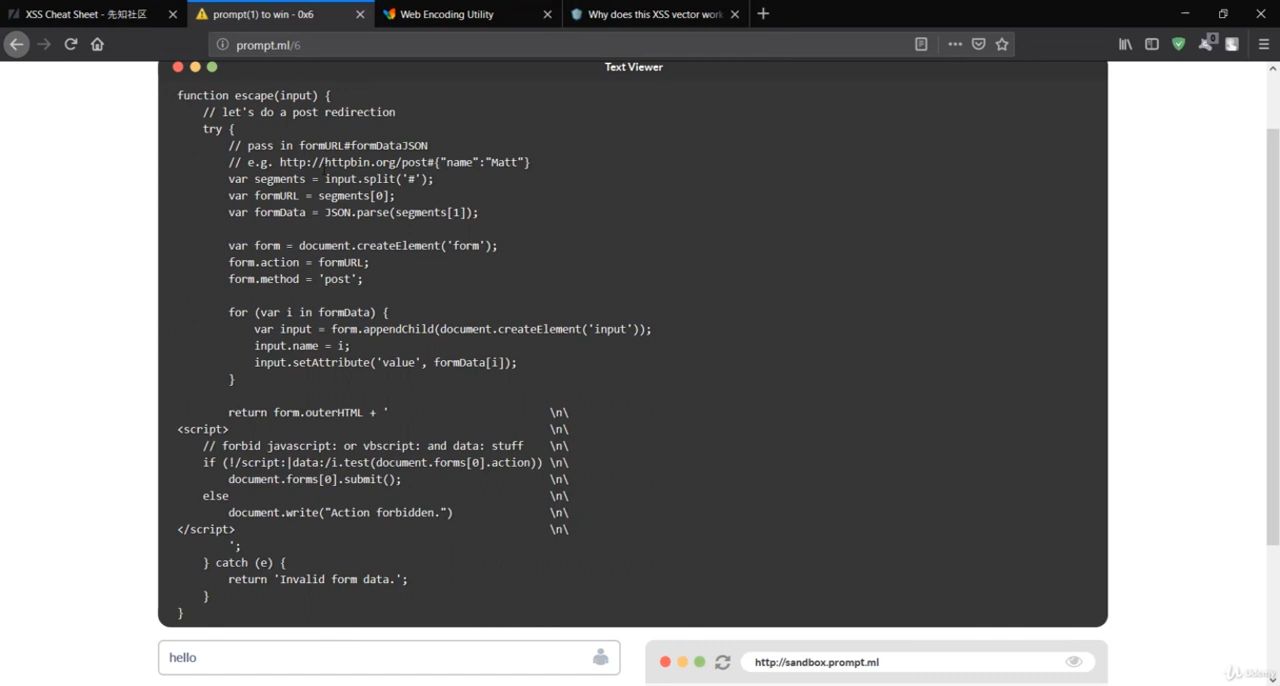 XSS Cheat Sheet - 先知社区
prompt(1) to win - 0x6
Web Encoding Utility
Why does this XSS vector work
prompt.ml/6
0
Text Viewer
function escape(input) {
// let's do a post redirection
try {
// pass in formURL#formDataJSON
// e.g. http://httpbin.org/post#{"name":"Matt"}
var segments = input.split('#');
var formURL = segments[0];
var formData = JSON.parse(segments[1]);
var form = document.createElement('form');
form.action = formURL;
form.method = 'post';
for (var i in formData) {
var input = form.appendChild(document.createElement('input'));
input.name = i;
input.setAttribute('value', formData[i]);
}
return form.outerHTML + ' \n\
<script> \n\
// forbid javascript: or vbscript: and data: stuff \n\
if (!/script:|data:/i.test(document.forms[0].action)) \n\
document.forms[0].submit(); \n\
else \n\
document.write("Action forbidden.") \n\
</script> \n\
';
} catch (e) {
return 'Invalid form data.';
}
}
hello
http://sandbox.prompt.ml
Udemy